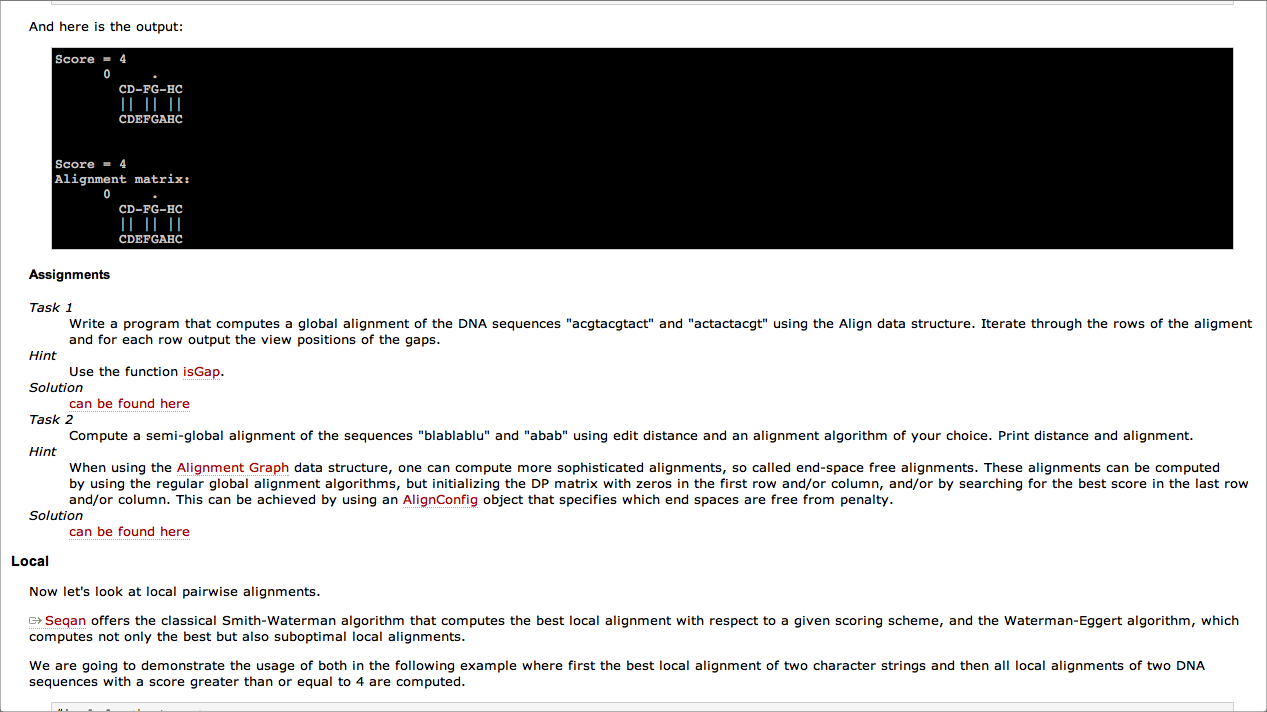 And here is the output:
Score = 4
0 .
CD-FG-HC
|| || ||
CDEFGAHC
Score = 4
Alignment matrix:
0 .
CD-FG-HC
|| || ||
CDEFGAHC
Assignments
Task 1
Write a program that computes a global alignment of the DNA sequences "acgtacgtact" and "actactacgt" using the Align data structure. Iterate through the rows of the aligment
and for each row output the view positions of the gaps.
Hint
Use the function isGap.
Solution
can be found here
Task 2
Compute a semi-global alignment of the sequences "blablablu" and "abab" using edit distance and an alignment algorithm of your choice. Print distance and alignment.
Hint
When using the Alignment Graph data structure, one can compute more sophisticated alignments, so called end-space free alignments. These alignments can be computed
by using the regular global alignment algorithms, but initializing the DP matrix with zeros in the first row and/or column, and/or by searching for the best score in the last row
and/or column. This can be achieved by using an AlignConfig object that specifies which end spaces are free from penalty.
Solution
can be found here
Local
Now let's look at local pairwise alignments.
Seqan offers the classical Smith-Waterman algorithm that computes the best local alignment with respect to a given scoring scheme, and the Waterman-Eggert algorithm, which
computes not only the best but also suboptimal local alignments.
We are going to demonstrate the usage of both in the following example where first the best local alignment of two character strings and then all local alignments of two DNA
sequences with a score greater than or equal to 4 are computed.